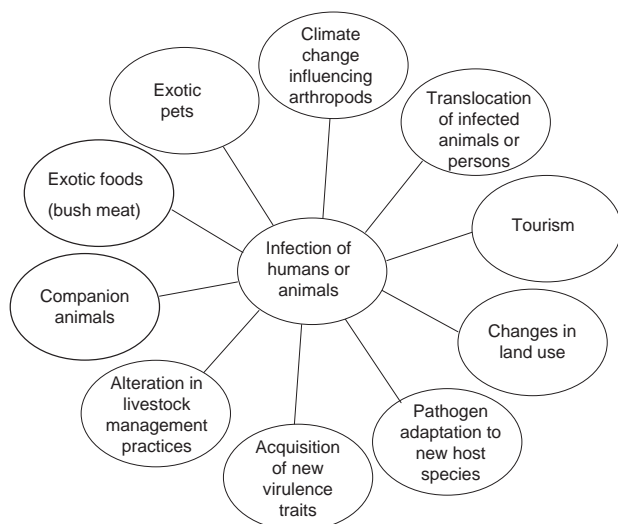 Climate
change
influencing
arthropods
Translocation
of infected
animals or
persons
Tourism
Changes in
land use
Pathogen
adaptation to
new host
species
Acquisition
of new
virulence
traits
Alteration in
livestock
management
practices
Companion
animals
Exotic foods
(bush meat)
Exotic
pets
Infection of
humans or
animals